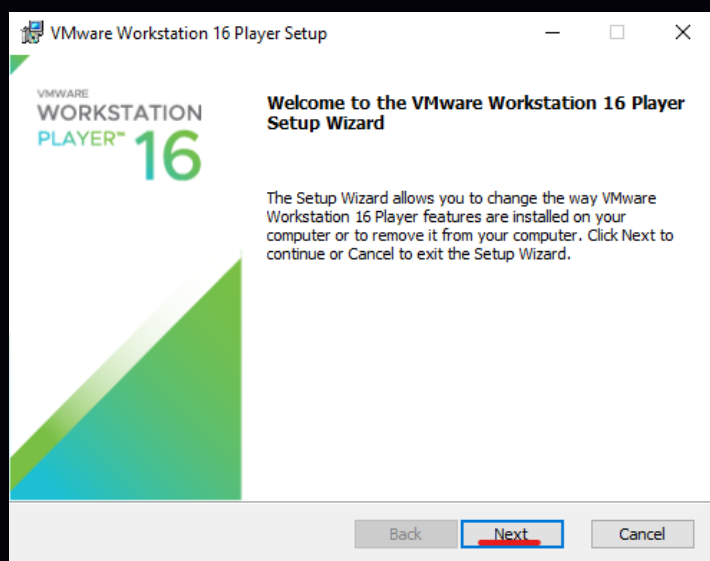 VMware Workstation 16 Player Setup
VMWARE
WORKSTATION
PLAYER™ 16
Welcome to the VMware Workstation 16 Player
Setup Wizard
The Setup Wizard allows you to change the way VMware
Workstation 16 Player features are installed on your
computer or to remove it from your computer. Click Next to
continue or Cancel to exit the Setup Wizard.
Back Next Cancel